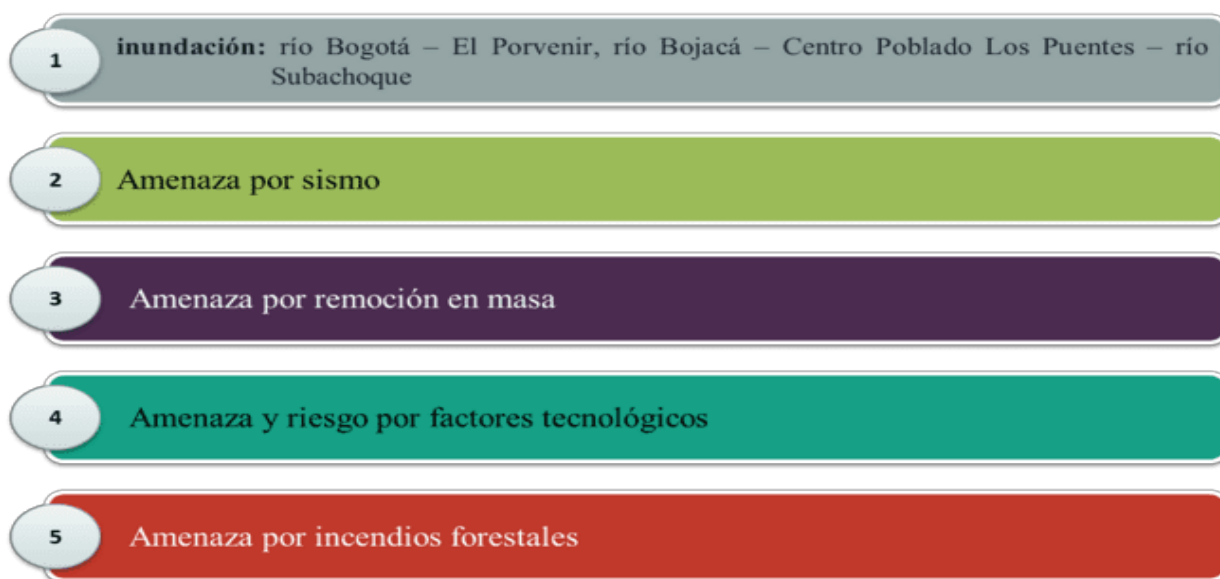 1
inundación: río Bogotá – El Porvenir, río Bojacá – Centro Poblado Los Puentes – río
Subachoque
2
Amenaza por sismo
3
Amenaza por remoción en masa
4
Amenaza y riesgo por factores tecnológicos
5
Amenaza por incendios forestales